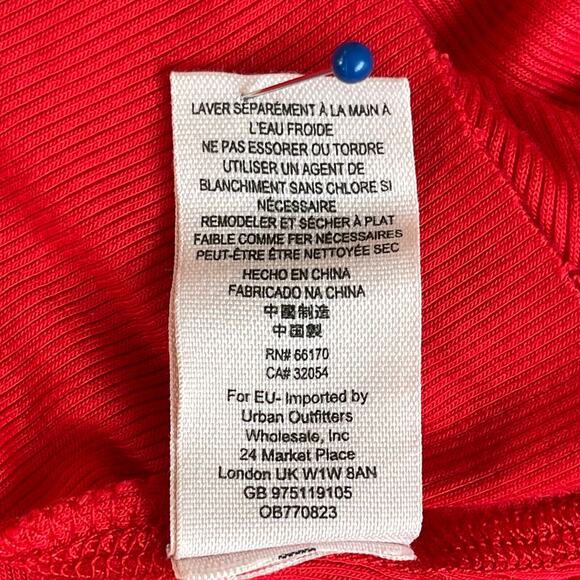 LAVER SÉPARÉMENT À LA MAIN À
L'EAU FROIDE
NE PAS ESSORER OU TORDRE
UTILISER UN AGENT DE
BLANCHIMENT SANS CHLORE SI
NÉCESSAIRE
REMODELER ET SÉCHER À PLAT
FAIBLE COMME FER NÉCESSAIRES
PEUT-ÊTRE ÊTRE NETTOYÉE SEC
HECHO EN CHINA
FABRICADO NA CHINA
中國制造
中国製
RN# 66170
CA# 32054
For EU- Imported by
Urban Outfitters
Wholesale, Inc
24 Market Place
London UK W1W 8AN
GB 975119105
OB770823